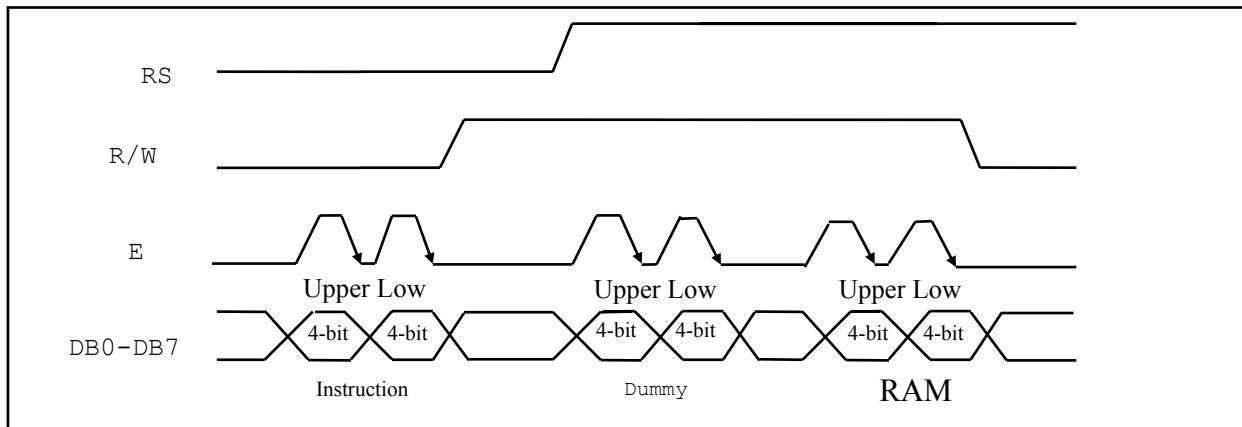 RS
R/W
E
Upper Low Upper Low Upper Low
DB0-DB7 4-bit 4-bit 4-bit 4-bit 4-bit 4-bit
Instruction Dummy RAM